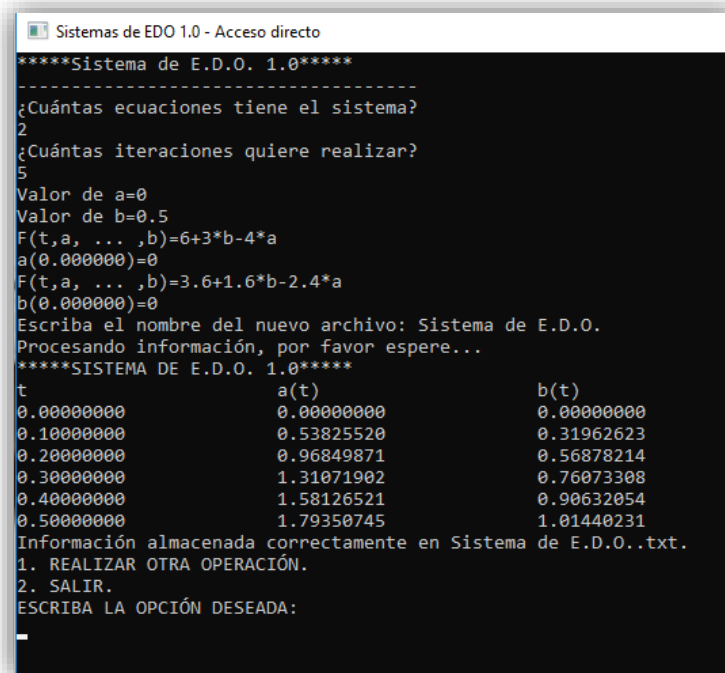 Sistemas de EDO 1.0 - Acceso directo
*****Sistema de E.D.O. 1.0*****
-------------------------------------
¿Cuántas ecuaciones tiene el sistema?
2
¿Cuántas iteraciones quiere realizar?
5
Valor de a=0
Valor de b=0.5
F(t,a, ... ,b)=6+3*b-4*a
a(0.000000)=0
F(t,a, ... ,b)=3.6+1.6*b-2.4*a
b(0.000000)=0
Escriba el nombre del nuevo archivo: Sistema de E.D.O.
Procesando información, por favor espere...
*****SISTEMA DE E.D.O. 1.0*****
t a(t) b(t)
0.00000000 0.00000000 0.00000000
0.10000000 0.53825520 0.31962623
0.20000000 0.96849871 0.56878214
0.30000000 1.31071902 0.76073308
0.40000000 1.58126521 0.90632054
0.50000000 1.79350745 1.01440231
Información almacenada correctamente en Sistema de E.D.O..txt.
1. REALIZAR OTRA OPERACIÓN.
2. SALIR.
ESCRIBA LA OPCIÓN DESEADA: